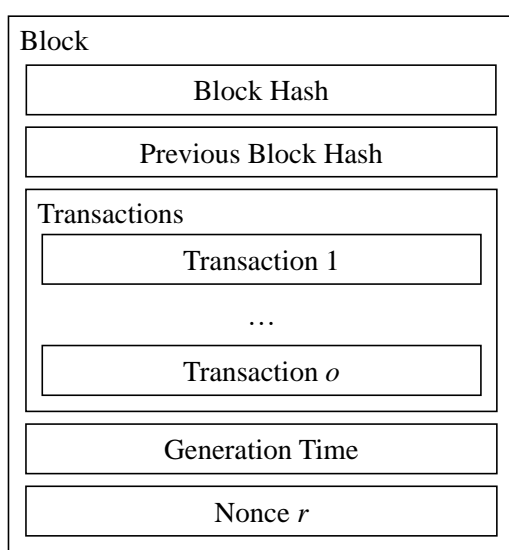 Block
Block Hash
Previous Block Hash
Transactions
Transaction 1
…
Transaction o
Generation Time
Nonce r